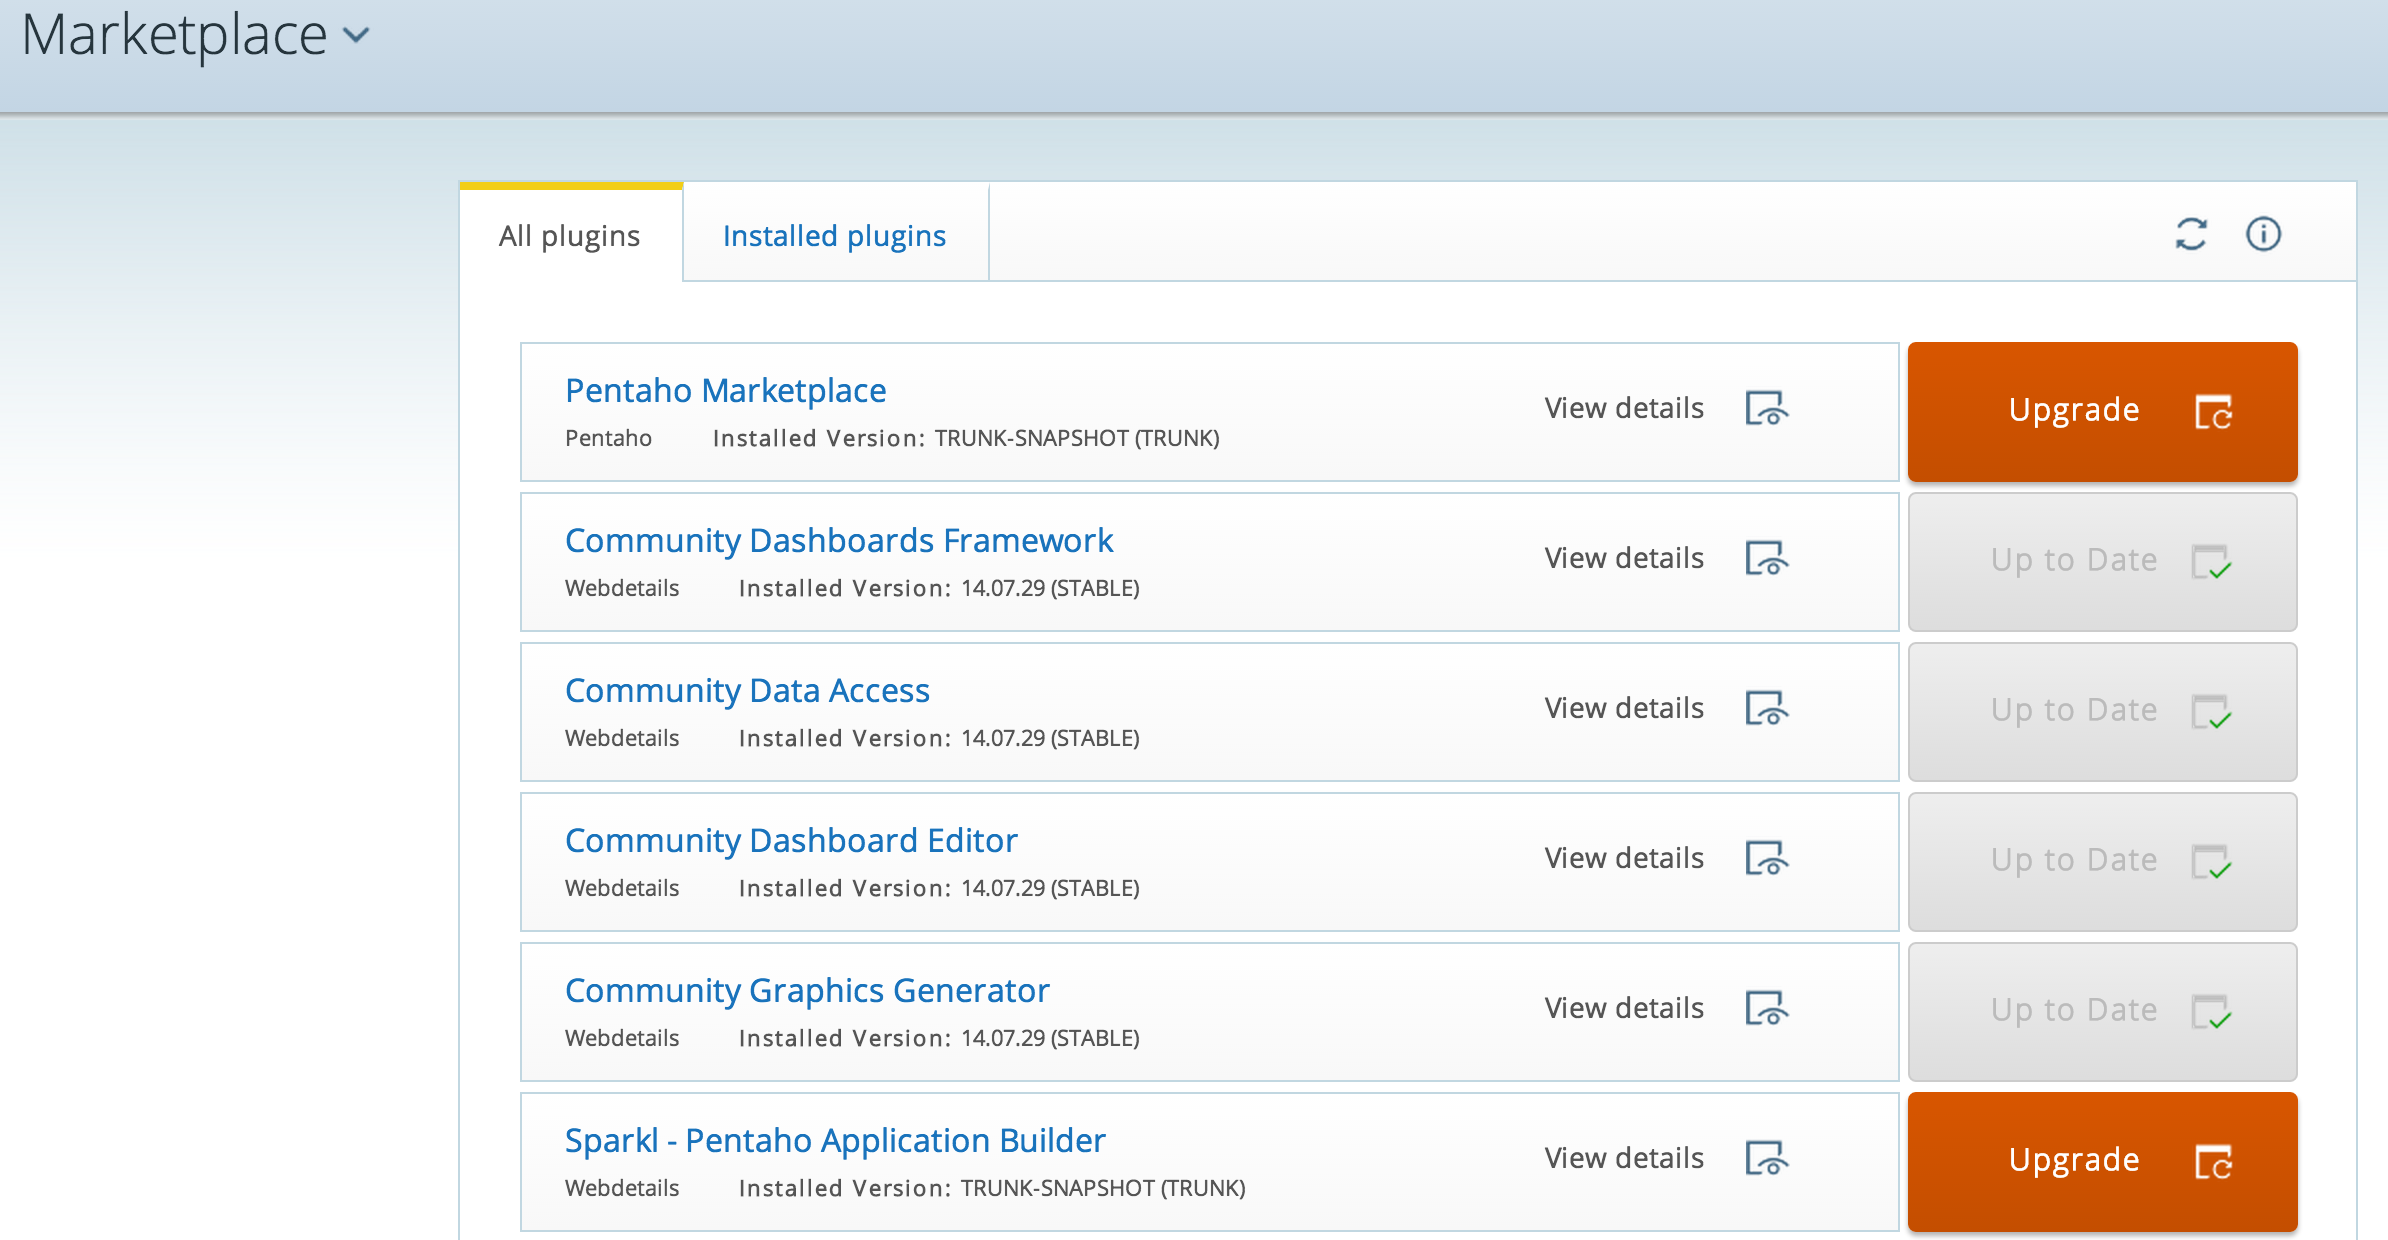 Marketplace
All plugins
Installed plugins
Pentaho Marketplace
Pentaho Installed Version: TRUNK-SNAPSHOT (TRUNK)
View details
Upgrade
Community Dashboards Framework
Webdetails Installed Version: 14.07.29 (STABLE)
View details
Up to Date
Community Data Access
Webdetails Installed Version: 14.07.29 (STABLE)
View details
Up to Date
Community Dashboard Editor
Webdetails Installed Version: 14.07.29 (STABLE)
View details
Up to Date
Community Graphics Generator
Webdetails Installed Version: 14.07.29 (STABLE)
View details
Up to Date
Sparkl - Pentaho Application Builder
Webdetails Installed Version: TRUNK-SNAPSHOT (TRUNK)
View details
Upgrade